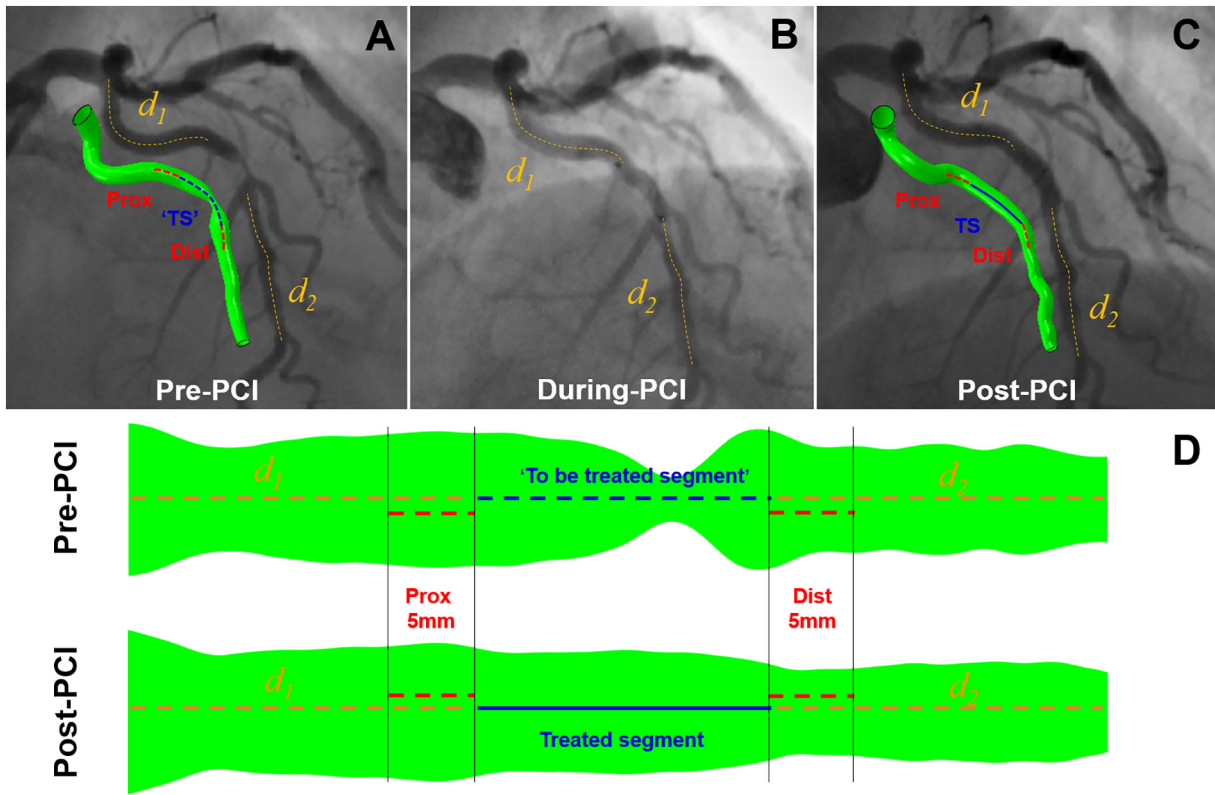 A
d1
Prox
'TS'
Dist
d2
Pre-PCI
B
d1
d2
During-PCI
C
d1
Prox
TS
Dist
d2
Post-PCI
D
Pre-PCI
d1
'To be treated segment'
d2
Prox
5mm
Dist
5mm
Post-PCI
d1
Treated segment
d2